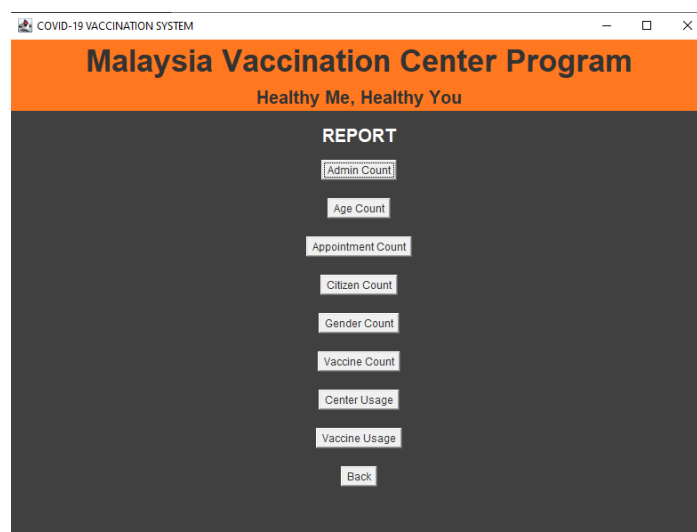 COVID-19 VACCINATION SYSTEM
Malaysia Vaccination Center Program
Healthy Me, Healthy You
REPORT
Admin Count
Age Count
Appointment Count
Citizen Count
Gender Count
Vaccine Count
Center Usage
Vaccine Usage
Back